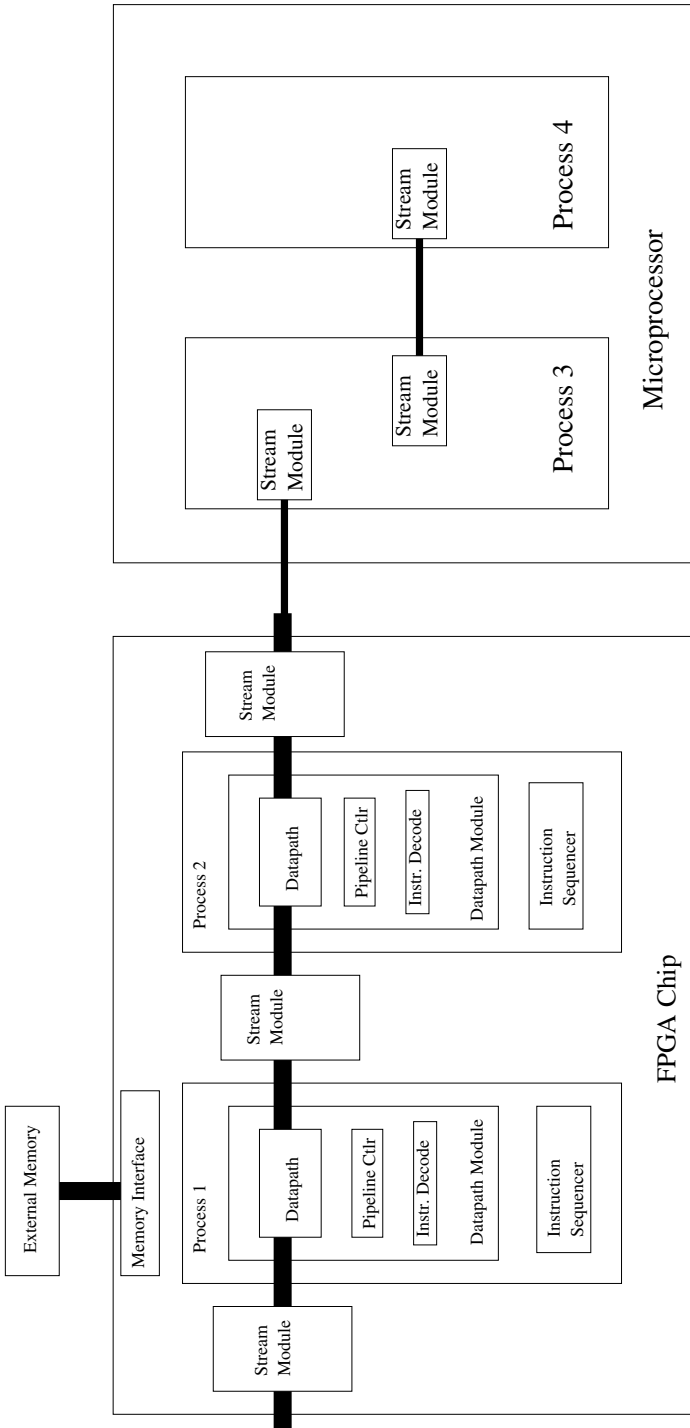 External Memory
Memory Interface
Stream
Module
Process 1
Datapath
Pipeline Ctlr
Instr. Decode
Datapath Module
Instruction
Sequencer
Stream
Module
Process 2
Datapath
Pipeline Ctlr
Instr. Decode
Datapath Module
Instruction
Sequencer
Stream
Module
FPGA Chip
Stream
Module
Stream
Module
Process 3
Stream
Module
Process 4
Microprocessor